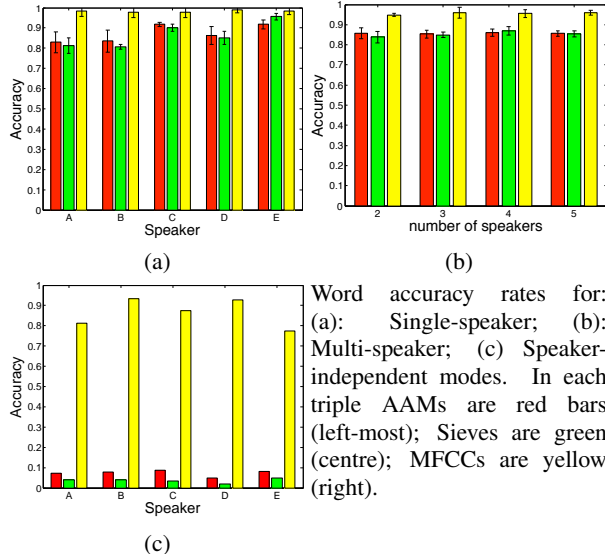 1
0.9
0.8
0.7
0.6
0.5
0.4
0.3
0.2
0.1
0
Accuracy
A B C D E
Speaker
(a)
1
0.9
0.8
0.7
0.6
0.5
0.4
0.3
0.2
0.1
0
Accuracy
2 3 4 5
number of speakers
(b)
1
0.9
0.8
0.7
0.6
0.5
0.4
0.3
0.2
0.1
0
Accuracy
A B C D E
Speaker
(c)
Word accuracy rates for:
(a): Single-speaker; (b):
Multi-speaker; (c) Speaker-
independent modes. In each
triple AAMs are red bars
(left-most); Sieves are green
(centre); MFCCs are yellow
(right).